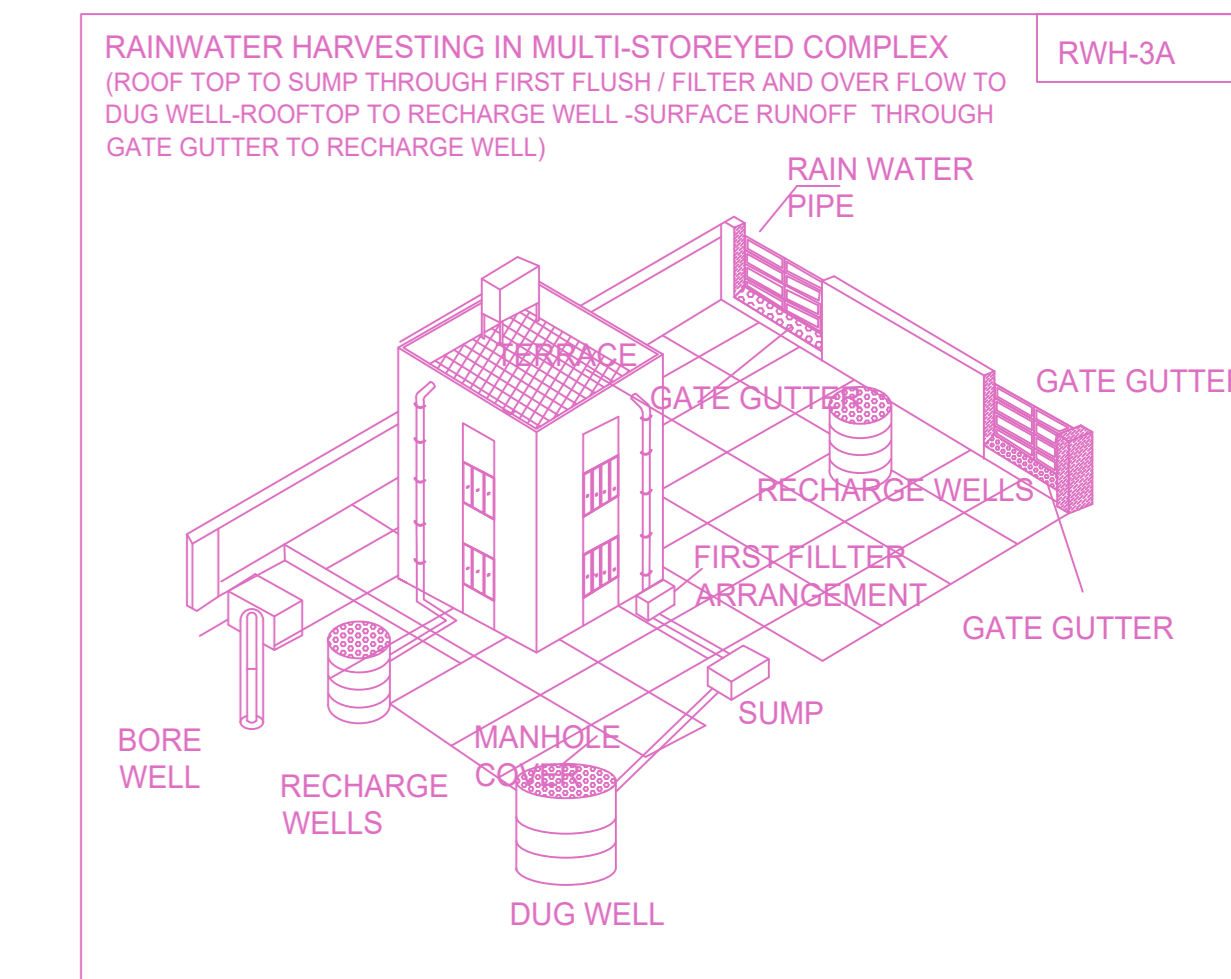 RAINWATER HARVESTING IN MULTI-STOREYED COMPLEX
RWH-3A
(ROOF TOP TO SUMP THROUGH FIRST FLUSH / FILTER AND OVER FLOW TO
DUG WELL-ROOFTOP TO RECHARGE WELL -SURFACE RUNOFF THROUGH
GATE GUTTER TO RECHARGE WELL)
RAIN WATER
PIPE
TERRACE
GATE GUTTER
GATE GUTTER
RECHARGE WELLS
FIRST FILLTER
ARRANGEMENT
GATE GUTTER
SUMP
MANHOLE
COVER
BORE
WELL
RECHARGE
WELLS
DUG WELL